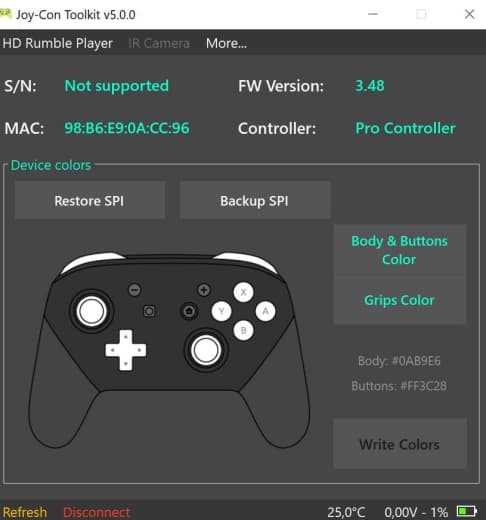 Joy-Con Toolkit v5.0.0
HD Rumble Player IR Camera More...
S/N: Not supported FW Version: 3.48
MAC: 98:B6:E9:0A:CC:96 Controller: Pro Controller
Device colors
Restore SPI Backup SPI
Body & Buttons
Color
Grips Color
X
Y A
B
Body: #0AB9E6
Buttons: #FF3C28
Write Colors
Refresh Disconnect 25,0°C 0,00V - 1%